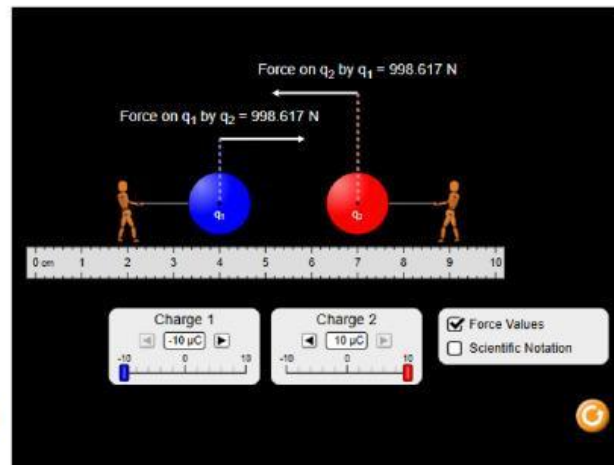 Force on q₂ by q₁ = 998.617 N
Force on q₁ by q₂ = 998.617 N
q₁
q₂
0 cm 1 2 3 4 5 6 7 8 9 10
Charge 1
-10 µC
-10 0 10
Charge 2
10 µC
-10 0 10
Force Values
Scientific Notation